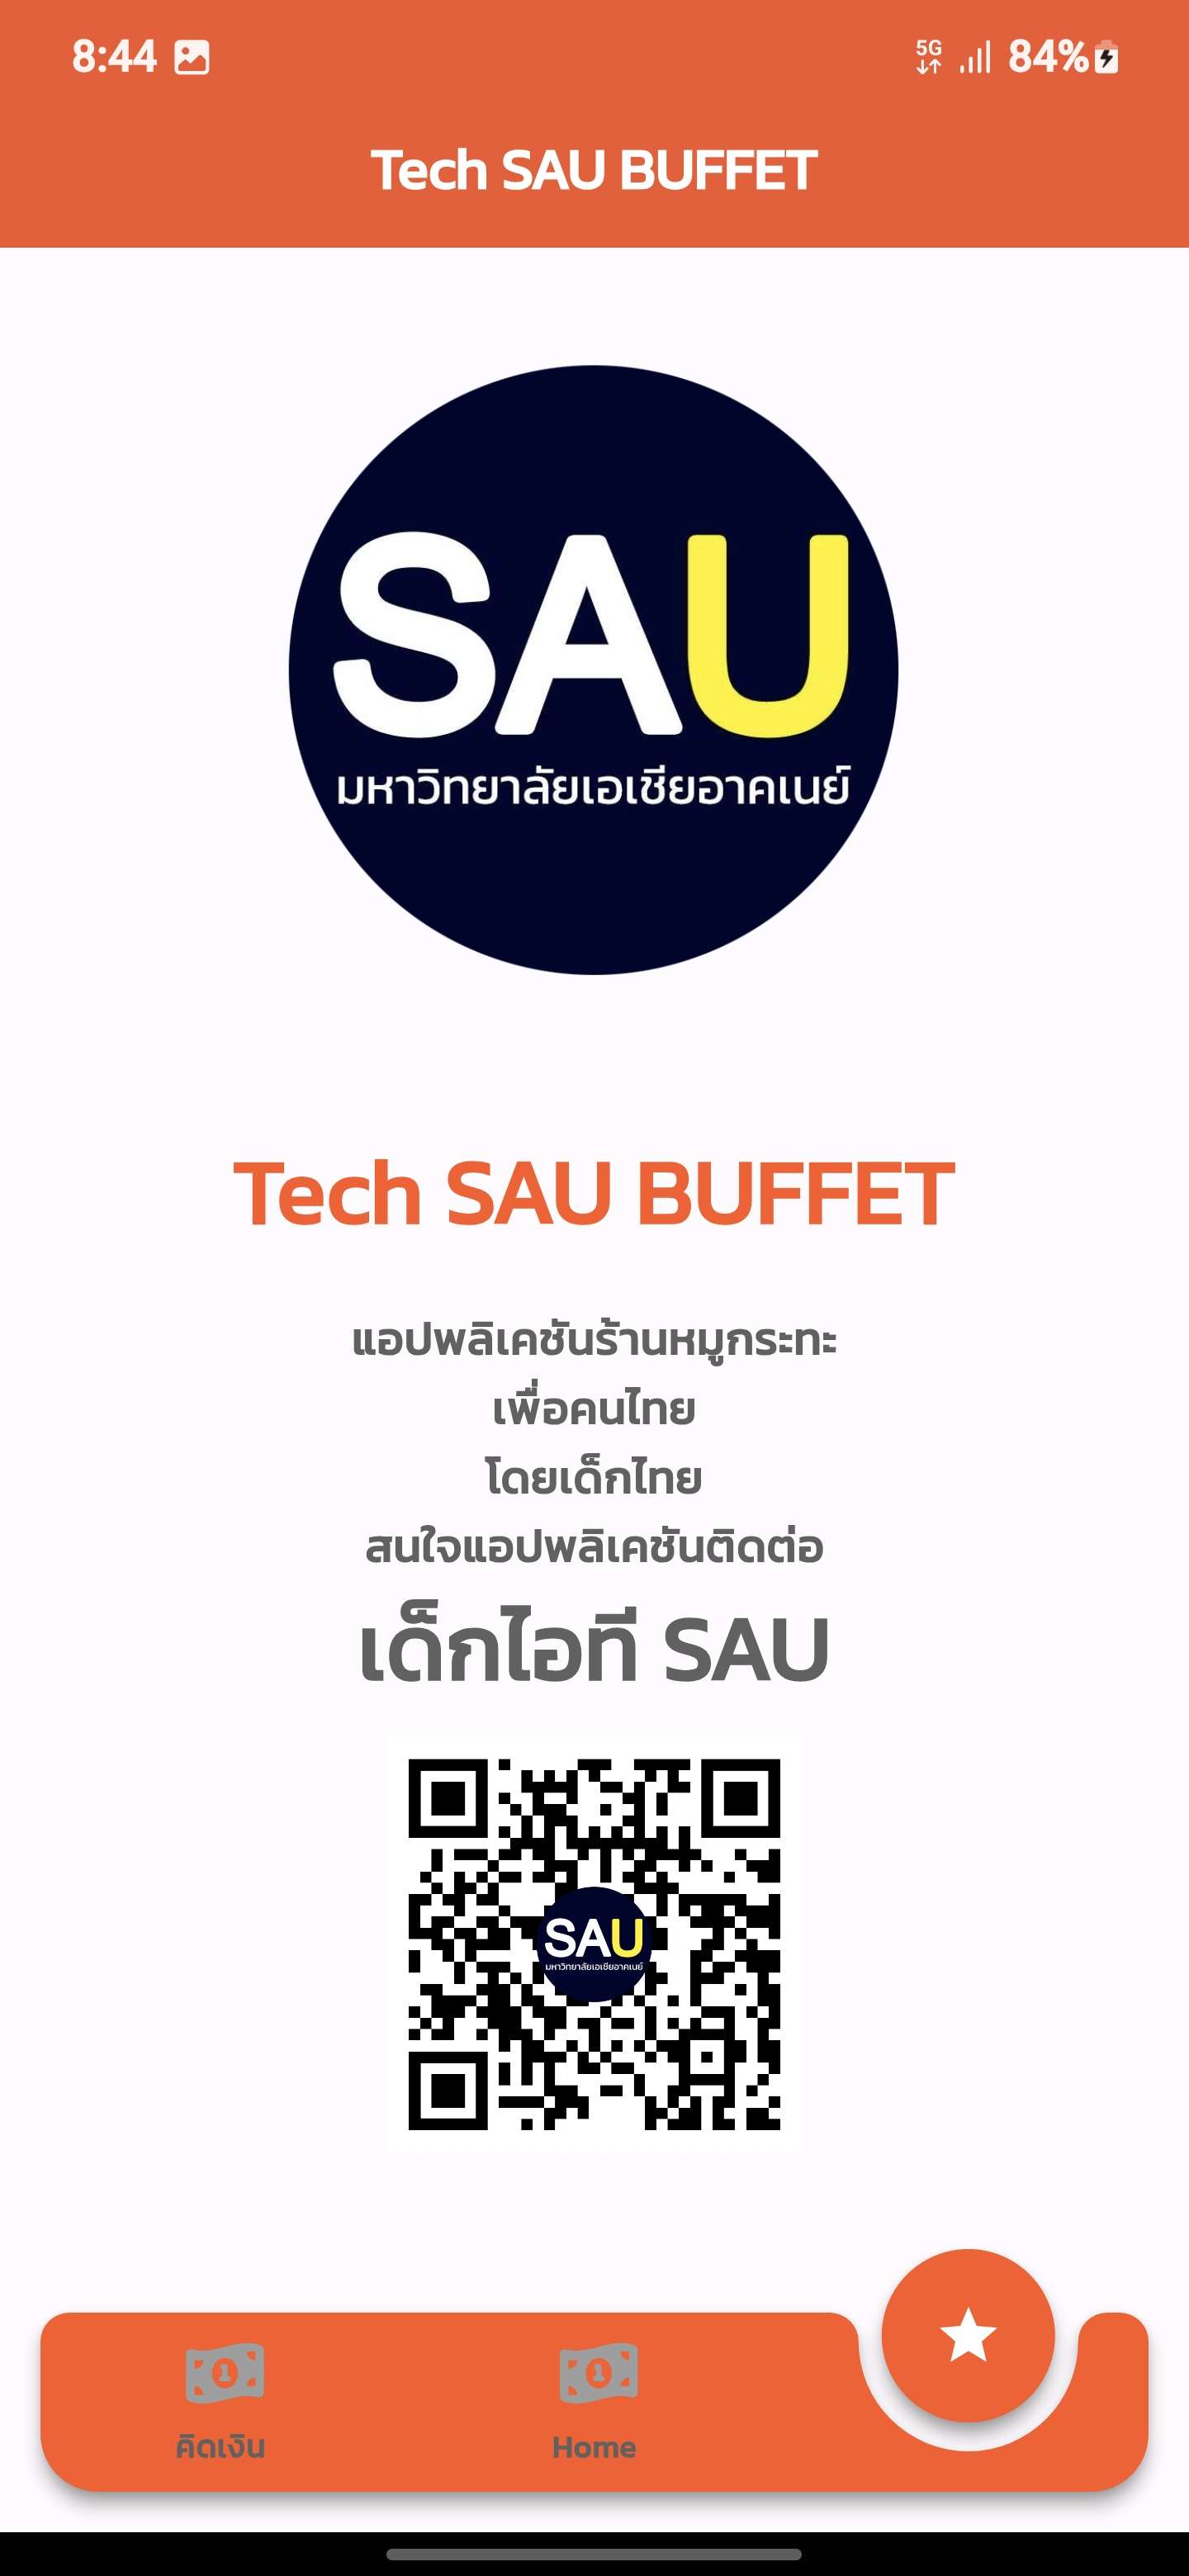 8:44
5G
84%
Tech SAU BUFFET
SAU
มหาวิทยาลัยเอเชียอาคเนย์
Tech SAU BUFFET
แอปพลิเคชันร้านหมูกระทะ
เพื่อคนไทย
โดยเด็กไทย
สนใจแอปพลิเคชันติดต่อ
เด็กไอที SAU
SAU
มหาวิทยาลัยเอเชียอาคเนย์
1
1
คิดเงิน
Home